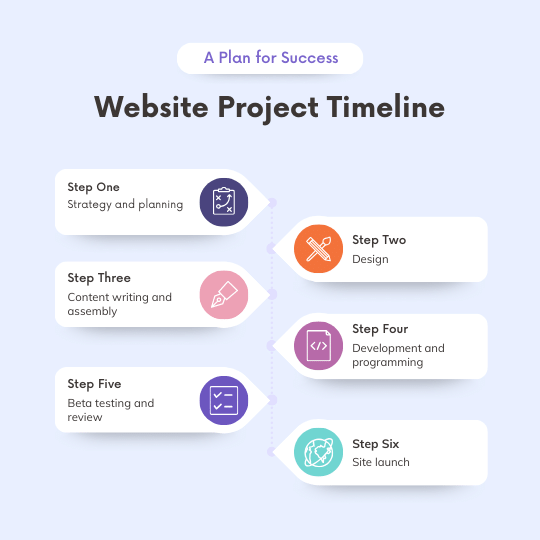 A Plan for Success
Website Project Timeline
Step One
Strategy and planning
Step Two
Design
Step Three
Content writing and
assembly
Step Four
Development and
programming
Step Five
Beta testing and
review
Step Six
Site launch